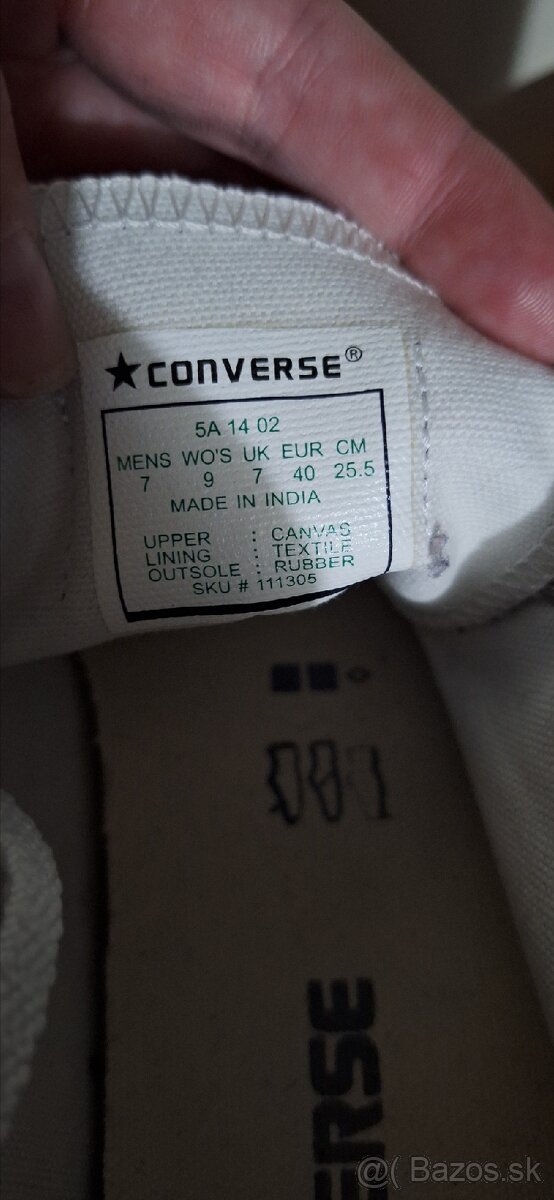 ★CONVERSE®
5A 14 02
MENS WO'S UK EUR CM
7 9 7 40 25.5
MADE IN INDIA
UPPER : CANVAS
LINING : TEXTILE
OUTSOLE : RUBBER
SKU # 111305
ERSE
@( Bazos.sk